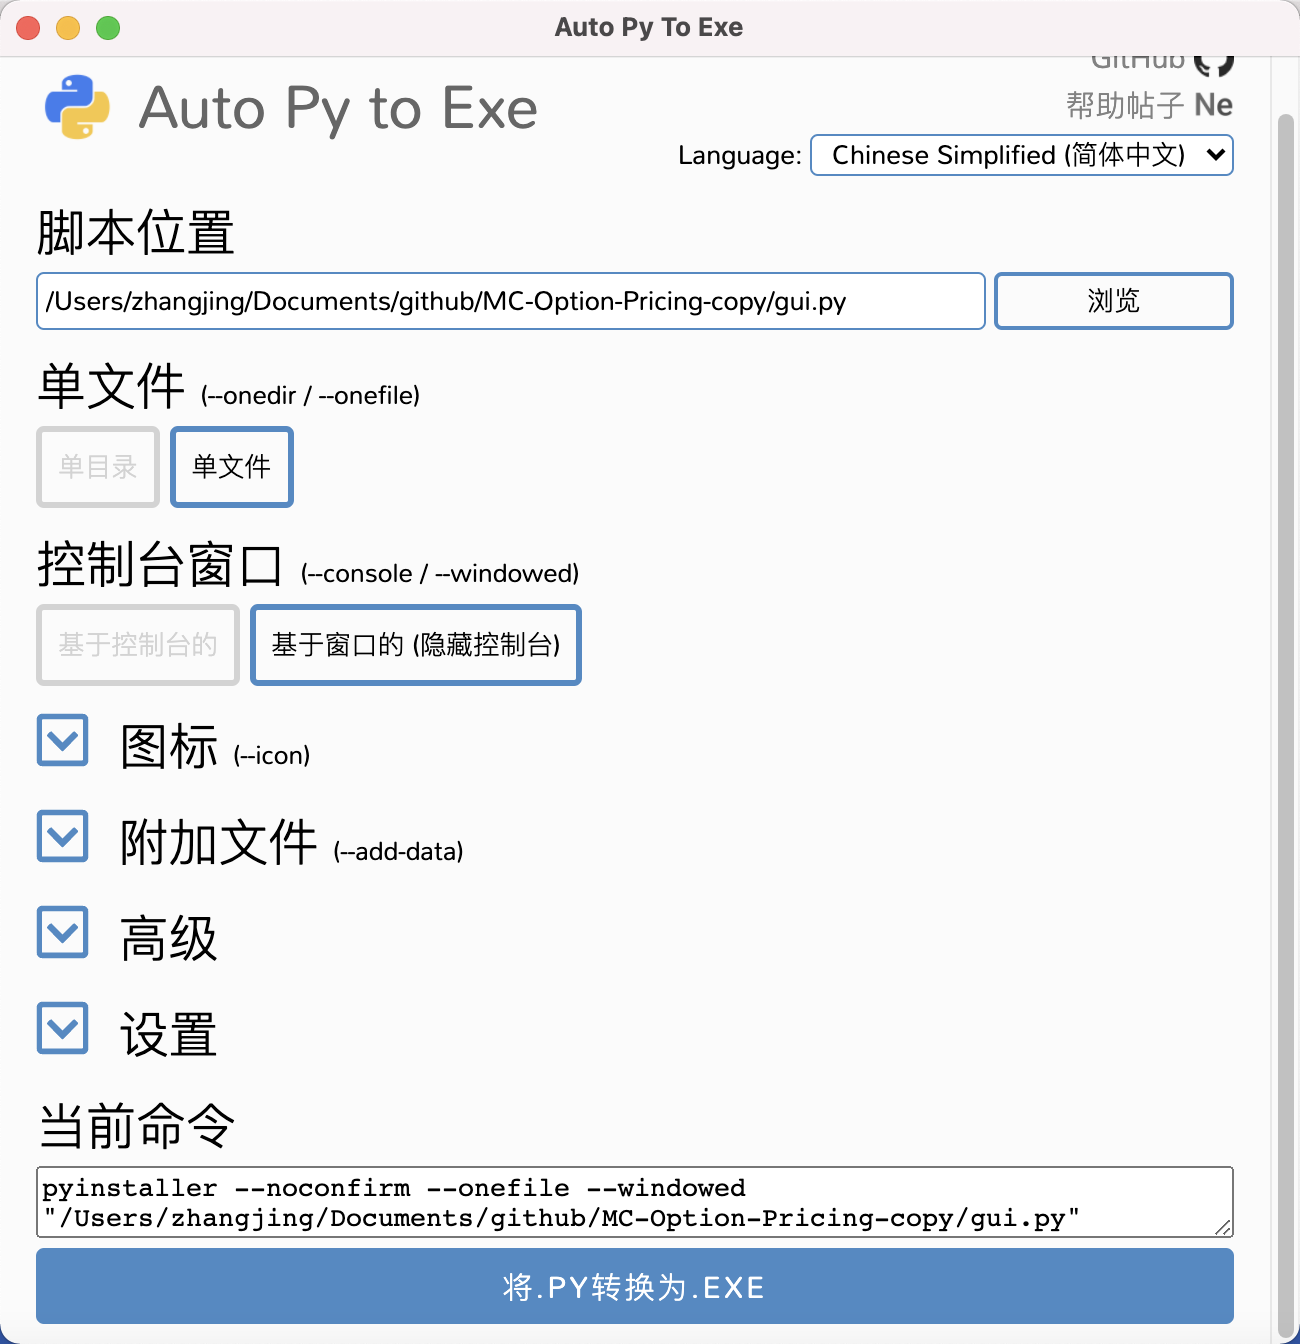 Auto Py To Exe
GitHub
Auto Py to Exe
帮助帖子 Ne
Language: Chinese Simplified (简体中文)
脚本位置
/Users/zhangjing/Documents/github/MC-Option-Pricing-copy/gui.py 浏览
单文件 (--onedir / --onefile)
单目录 单文件
控制台窗口 (--console / --windowed)
基于控制台的 基于窗口的 (隐藏控制台)
图标 (--icon)
附加文件 (--add-data)
高级
设置
当前命令
pyinstaller --noconfirm --onefile --windowed
"/Users/zhangjing/Documents/github/MC-Option-Pricing-copy/gui.py"
将.PY转换为.EXE